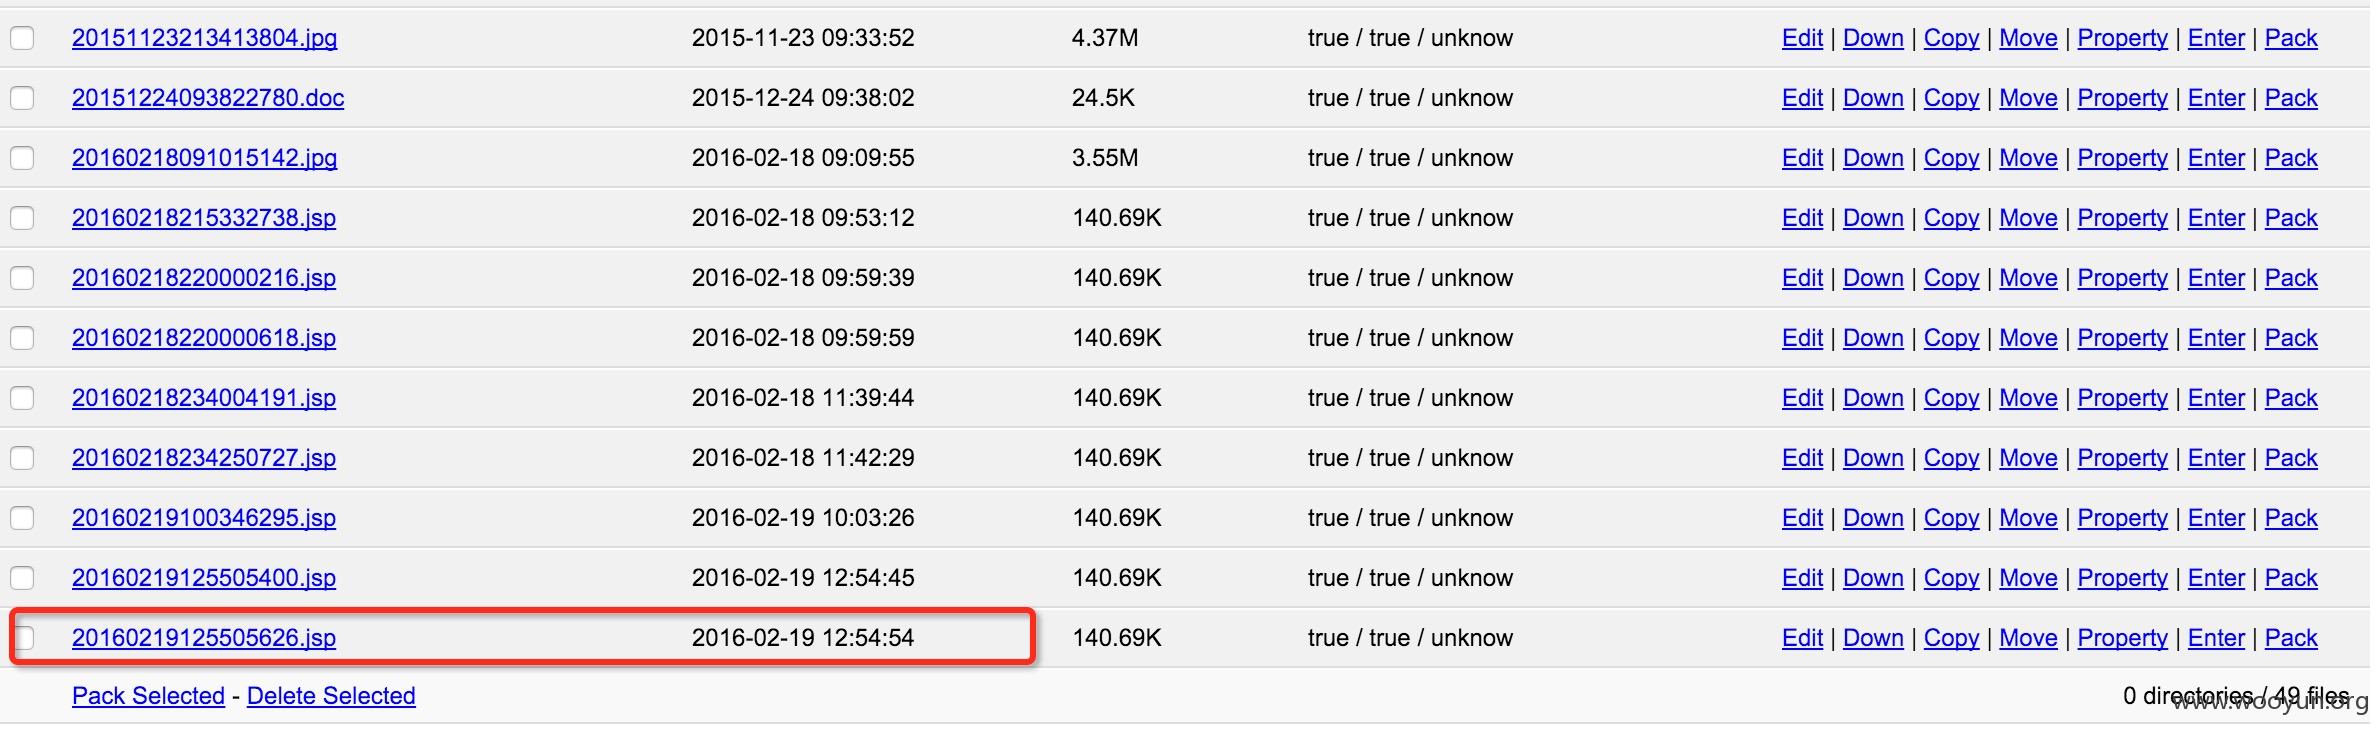 20151123213413804.jpg 2015-11-23 09:33:52 4.37M true / true / unknow Edit | Down | Copy | Move | Property | Enter | Pack
20151224093822780.doc 2015-12-24 09:38:02 24.5K true / true / unknow Edit | Down | Copy | Move | Property | Enter | Pack
20160218091015142.jpg 2016-02-18 09:09:55 3.55M true / true / unknow Edit | Down | Copy | Move | Property | Enter | Pack
20160218215332738.jsp 2016-02-18 09:53:12 140.69K true / true / unknow Edit | Down | Copy | Move | Property | Enter | Pack
20160218220000216.jsp 2016-02-18 09:59:39 140.69K true / true / unknow Edit | Down | Copy | Move | Property | Enter | Pack
20160218220000618.jsp 2016-02-18 09:59:59 140.69K true / true / unknow Edit | Down | Copy | Move | Property | Enter | Pack
20160218234004191.jsp 2016-02-18 11:39:44 140.69K true / true / unknow Edit | Down | Copy | Move | Property | Enter | Pack
20160218234250727.jsp 2016-02-18 11:42:29 140.69K true / true / unknow Edit | Down | Copy | Move | Property | Enter | Pack
20160219100346295.jsp 2016-02-19 10:03:26 140.69K true / true / unknow Edit | Down | Copy | Move | Property | Enter | Pack
20160219125505400.jsp 2016-02-19 12:54:45 140.69K true / true / unknow Edit | Down | Copy | Move | Property | Enter | Pack
20160219125505626.jsp 2016-02-19 12:54:54 140.69K true / true / unknow Edit | Down | Copy | Move | Property | Enter | Pack
Pack Selected - Delete Selected 0 directories / 49 files
www.wooyun.org